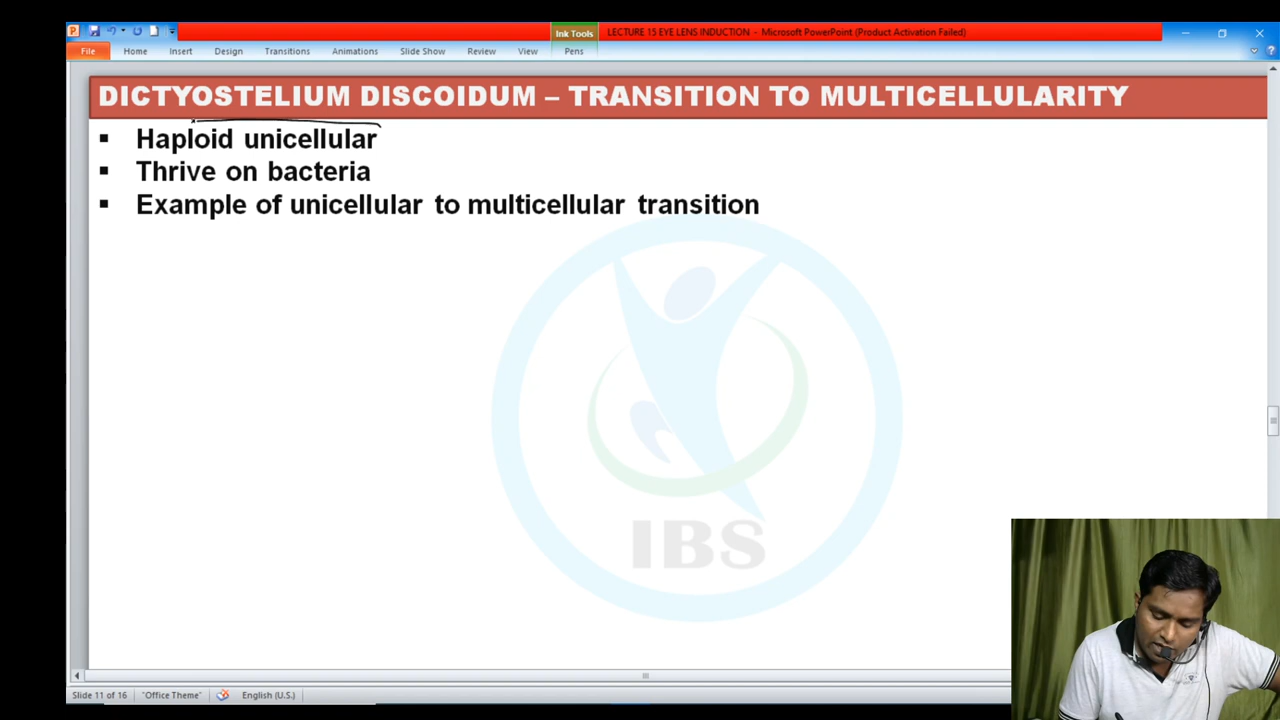 Ink Tools
LECTURE 15 EYE LENS INDUCTION - Microsoft PowerPoint (Product Activation Failed)
File Home Insert Design Transitions Animations Slide Show Review View Pens
DICTYOSTELIUM DISCOIDUM – TRANSITION TO MULTICELLULARITY
▪ Haploid unicellular
▪ Thrive on bacteria
▪ Example of unicellular to multicellular transition
IBS
Slide 11 of 16 "Office Theme" English (U.S.)